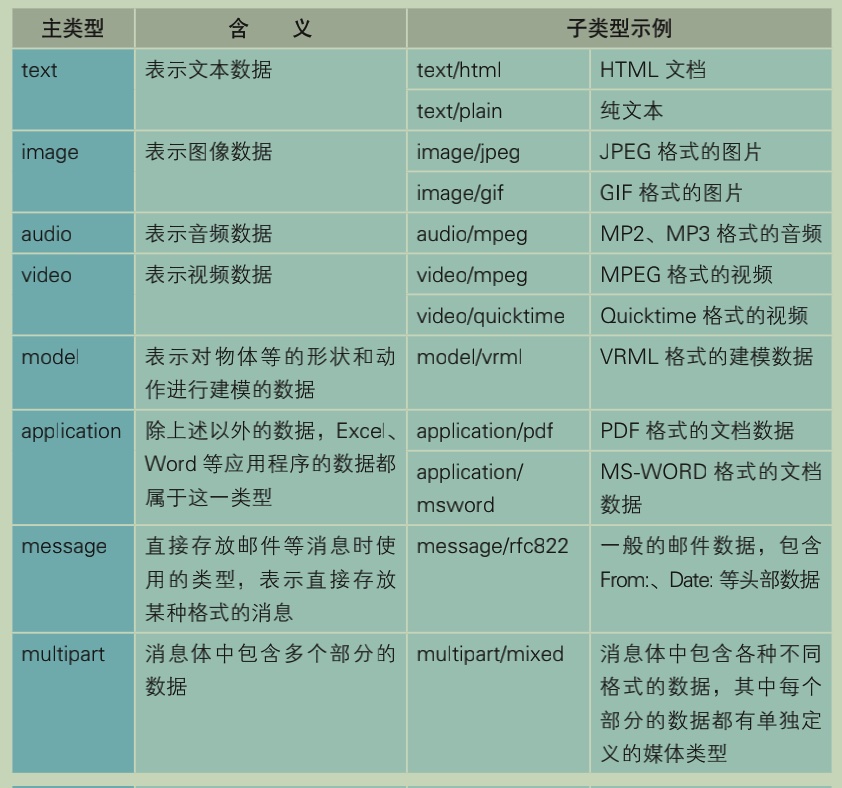 主类型 含 义 子类型示例
text 表示文本数据 text/html HTML 文档
text/plain 纯文本
image 表示图像数据 image/jpeg JPEG 格式的图片
image/gif GIF 格式的图片
audio 表示音频数据 audio/mpeg MP2、MP3 格式的音频
video 表示视频数据 video/mpeg MPEG 格式的视频
video/quicktime Quicktime 格式的视频
model 表示对物体等的形状和动 model/vrml VRML 格式的建模数据
作进行建模的数据
application 除上述以外的数据，Excel、 application/pdf PDF 格式的文档数据
Word 等应用程序的数据都 application/ MS-WORD 格式的文档
属于这一类型 msword 数据
message 直接存放邮件等消息时使 message/rfc822 一般的邮件数据，包含
用的类型，表示直接存放 From:、Date: 等头部数据
某种格式的消息
multipart 消息体中包含多个部分的 multipart/mixed 消息体中包含各种不同
数据 格式的数据，其中每个
部分的数据都有单独定
义的媒体类型